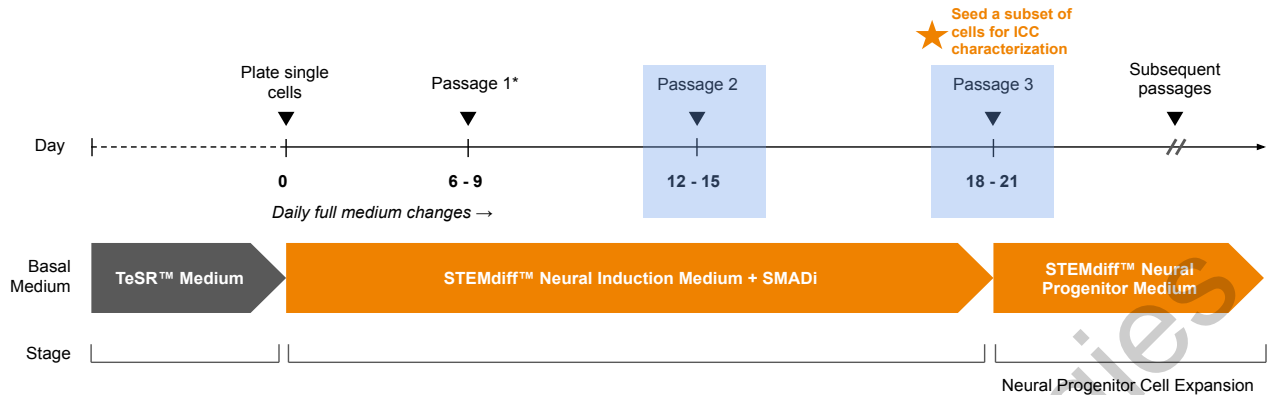 Seed a subset of
cells for ICC
characterization
Plate single
cells
Passage 1*
Passage 2
Passage 3
Subsequent
passages
Day
0
6 - 9
12 - 15
18 - 21
Daily full medium changes →
Basal
Medium
TeSR™ Medium
STEMdiff™ Neural Induction Medium + SMADi
STEMdiff™ Neural
Progenitor Medium
Stage
Neural Progenitor Cell Expansion
gies